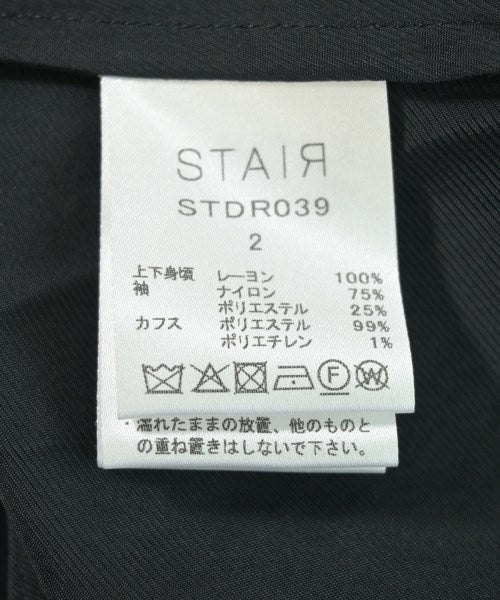 STAIR
STDR039
2
上下身頃 レーヨン 100%
袖 ナイロン 75%
ポリエステル 25%
カフス ポリエステル 99%
ポリエチレン 1%
F W
・濡れたままの放置、他のものと
の重ね置きはしないで下さい。